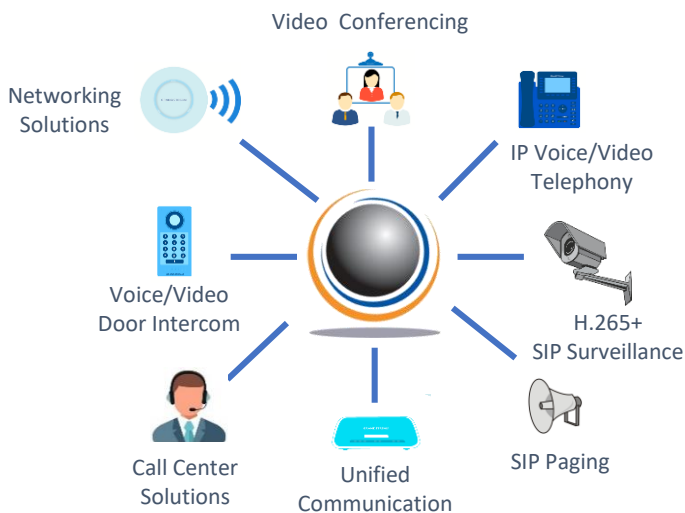 Video Conferencing
Networking
Solutions
IP Voice/Video
Telephony
Voice/Video
Door Intercom
H.265+
SIP Surveillance
Call Center
Solutions
Unified
Communication
SIP Paging